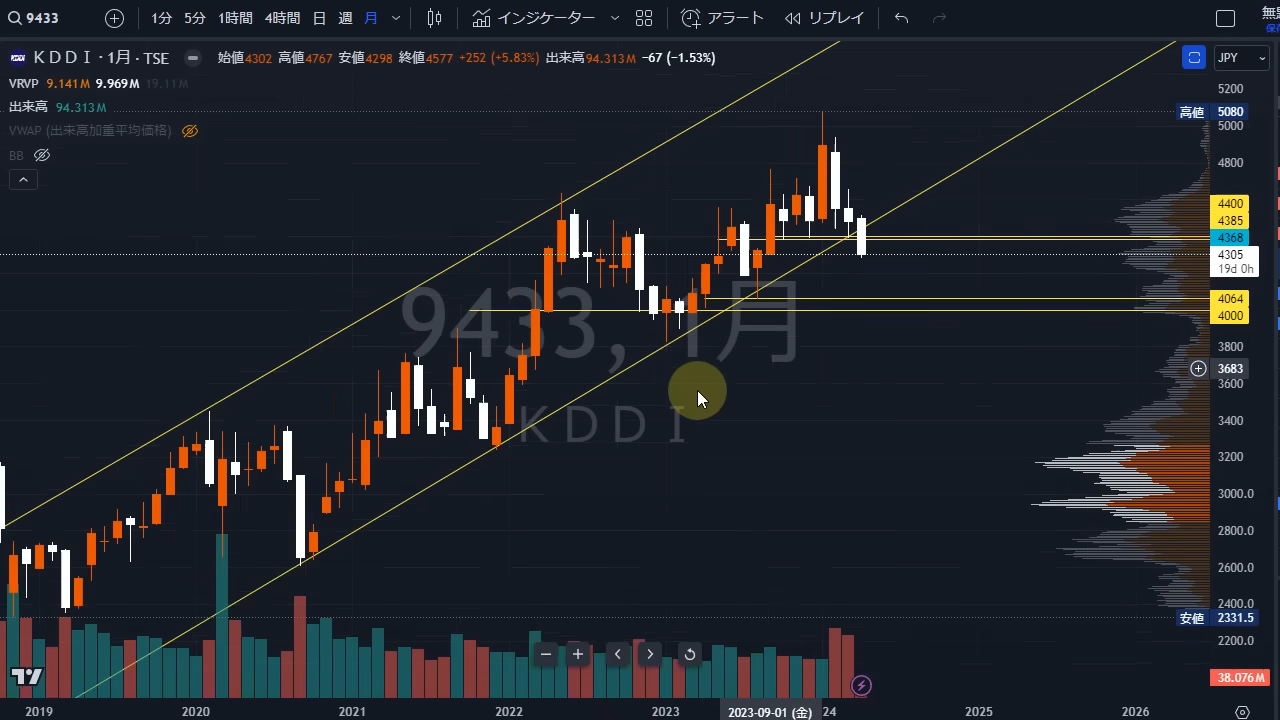 9433 1分 5分 1時間 4時間 日 週 月 インジケーター アラート リプレイ
KDDI・1月・TSE 始値4302 高値4767 安値4298 終値4577 +252 (+5.83%) 出来高94.313M −67 (−1.53%) JPY
VRVP 9.141M 9.969M 19.11M
出来高 94.313M
VWAP (出来高加重平均価格)
BB
9433, 1月
KDDI
5200
高値 5080
5000
4800
4400
4385
4368
4305
19d 0h
4064
4000
3800
3683
3600
3400
3200
3000.0
2800.0
2600.0
2400.0
安値 2331.5
2200.0
38.076M
2019 2020 2021 2022 2023 2023-09-01 (金) 24 2025 2026